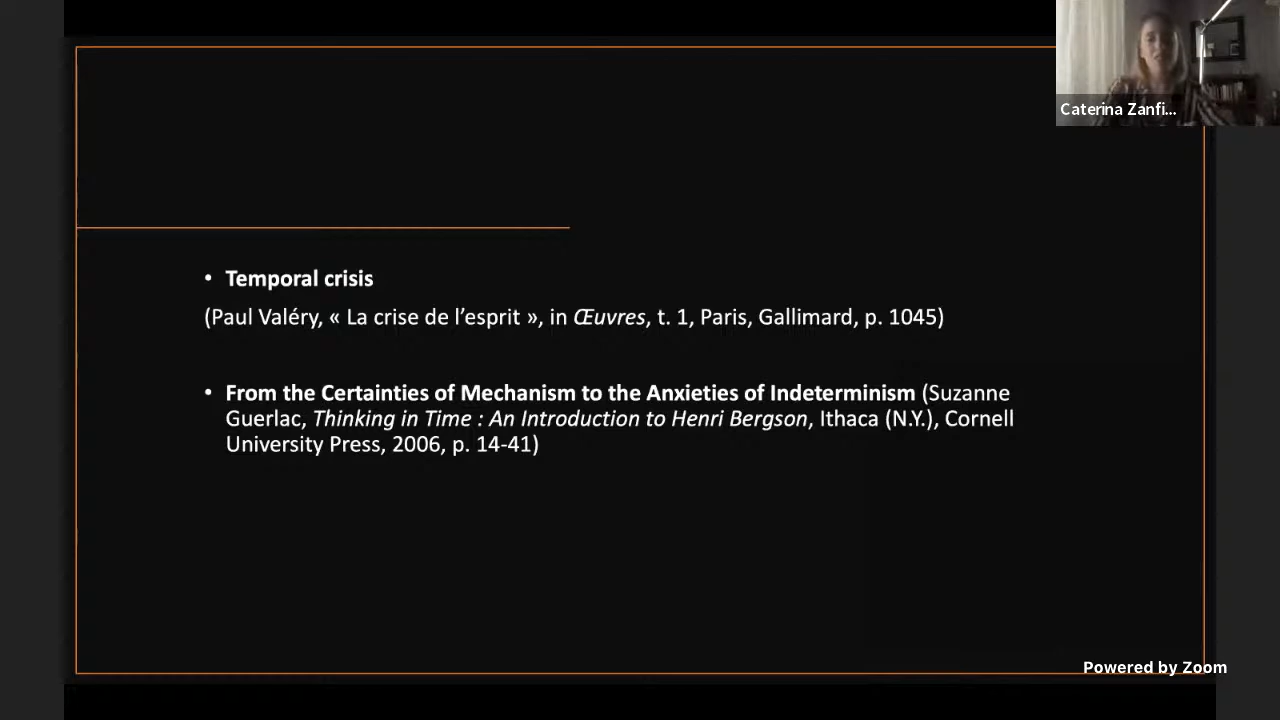 Caterina Zanfi...
• Temporal crisis
(Paul Valéry, « La crise de l’esprit », in Œuvres, t. 1, Paris, Gallimard, p. 1045)
• From the Certainties of Mechanism to the Anxieties of Indeterminism (Suzanne
Guerlac, Thinking in Time : An Introduction to Henri Bergson, Ithaca (N.Y.), Cornell
University Press, 2006, p. 14-41)
Powered by Zoom